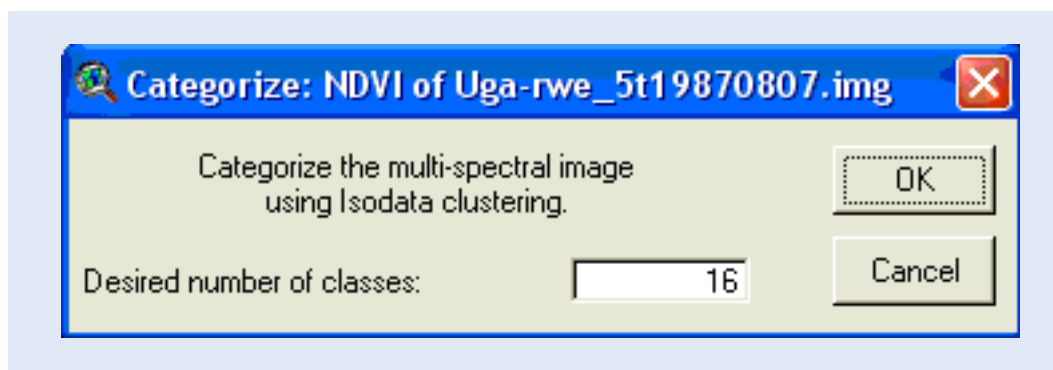 Categorize: NDVI of Uga-rwe_5t19870807.img
Categorize the multi-spectral image
using Isodata clustering.
OK
Desired number of classes:
16
Cancel